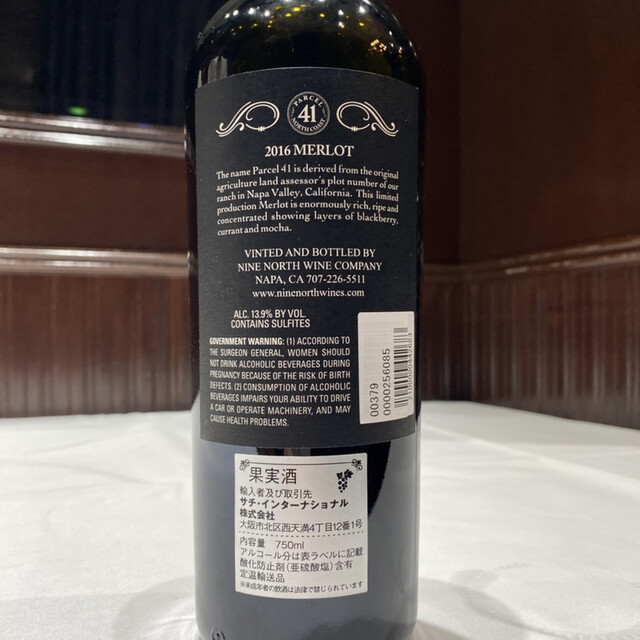 PARCEL
41
NORTH COAST
2016 MERLOT
The name Parcel 41 is derived from the original
agriculture land assessor's plot number of our
ranch in Napa Valley, California. This limited
production Merlot is enormously rich, ripe and
concentrated showing layers of blackberry,
currant and mocha.
VINTED AND BOTTLED BY
NINE NORTH WINE COMPANY
NAPA, CA 707-226-5511
www.ninenorthwines.com
ALC. 13.9% BY VOL.
CONTAINS SULFITES
GOVERNMENT WARNING: (1) ACCORDING TO
THE SURGEON GENERAL, WOMEN SHOULD
NOT DRINK ALCOHOLIC BEVERAGES DURING
PREGNANCY BECAUSE OF THE RISK OF BIRTH
DEFECTS. (2) CONSUMPTION OF ALCOHOLIC
BEVERAGES IMPAIRS YOUR ABILITY TO DRIVE
A CAR OR OPERATE MACHINERY, AND MAY
CAUSE HEALTH PROBLEMS.
00379
0000256085
果実酒
輸入者及び取引先
サチ・インターナショナル
株式会社
大阪市北区西天満4丁目12番1号
内容量 750ml
アルコール分は表ラベルに記載
酸化防止剤(亜硫酸塩)含有
定温輸送品
※未成年者の飲酒は法律で禁じられています